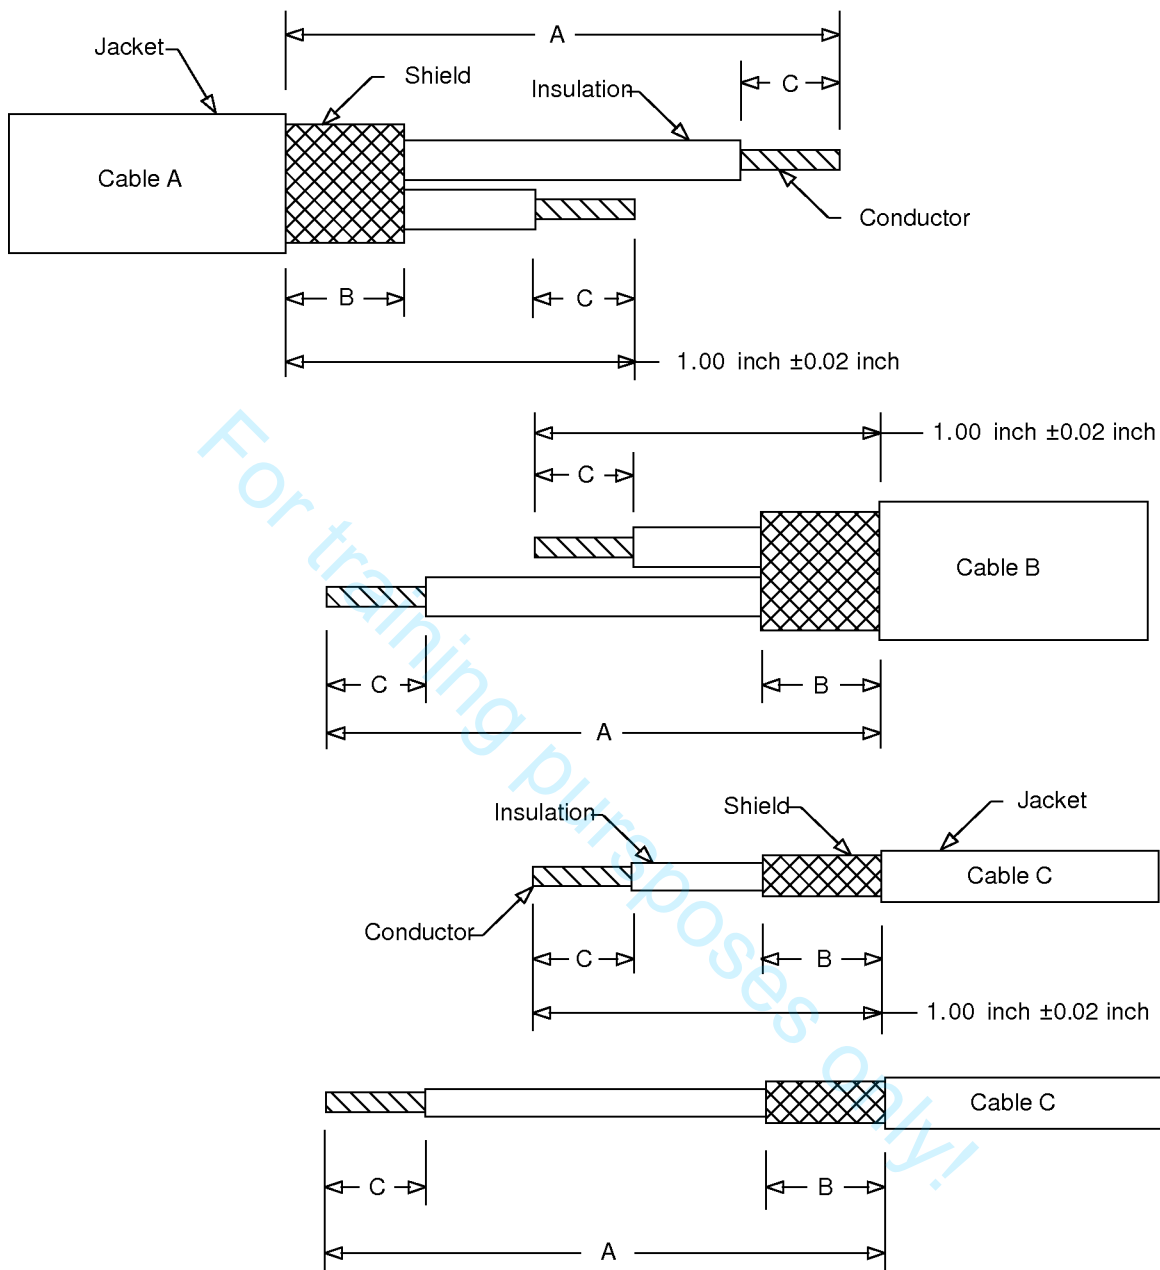 A
Jacket
Shield
Insulation
C
Cable A
Conductor
B
C
1.00 inch ±0.02 inch
1.00 inch ±0.02 inch
C
Cable B
C
B
A
Insulation
Shield
Jacket
Cable C
Conductor
C
B
1.00 inch ±0.02 inch
Cable C
C
B
A
For training pursposes only!